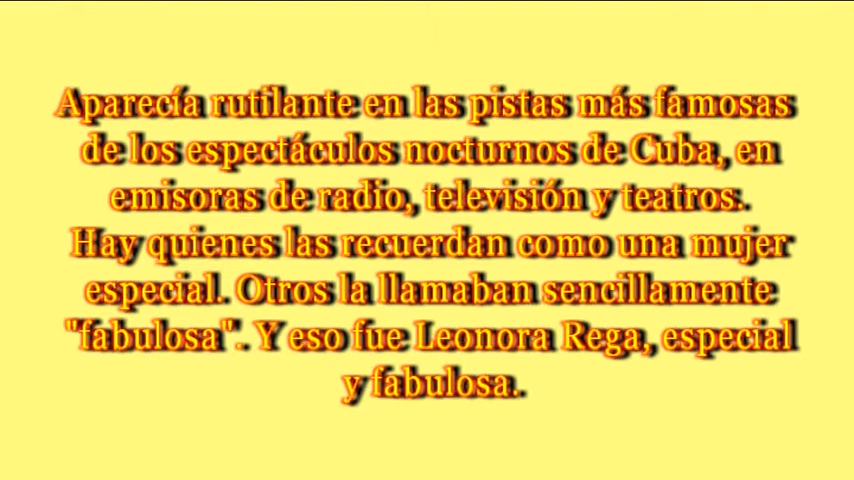 Aparecía rutilante en las pistas más famosas
de los espectáculos nocturnos de Cuba, en
emisoras de radio, televisión y teatros.
Hay quienes las recuerdan como una mujer
especial. Otros la llamaban sencillamente
"fabulosa". Y eso fue Leonora Rega, especial
y fabulosa.